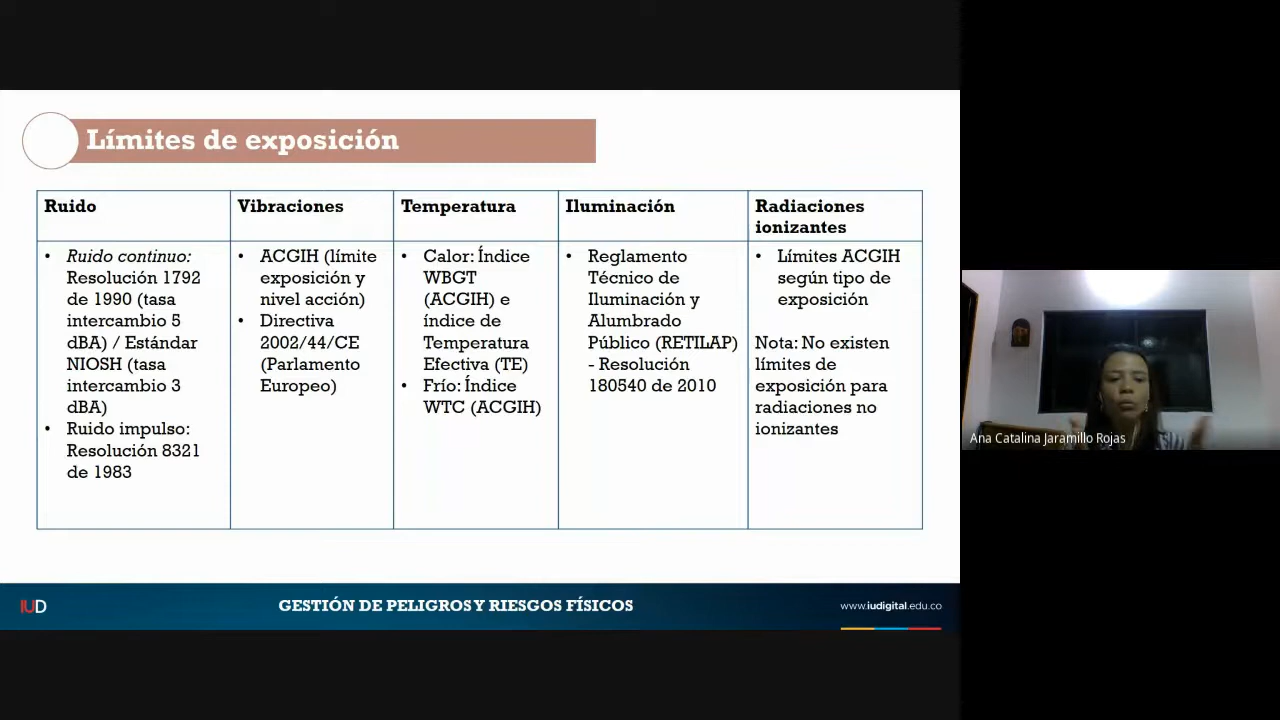 Límites de exposición
Ruido
Vibraciones
Temperatura
Iluminación
Radiaciones
ionizantes
• Ruido continuo:
Resolución 1792
de 1990 (tasa
intercambio 5
dBA) / Estándar
NIOSH (tasa
intercambio 3
dBA)
• Ruido impulso:
Resolución 8321
de 1983
• ACGIH (límite
exposición y
nivel acción)
• Directiva
2002/44/CE
(Parlamento
Europeo)
• Calor: Índice
WBGT
(ACGIH) e
índice de
Temperatura
Efectiva (TE)
• Frío: Índice
WTC (ACGIH)
• Reglamento
Técnico de
Iluminación y
Alumbrado
Público (RETILAP)
- Resolución
180540 de 2010
• Límites ACGIH
según tipo de
exposición
Nota: No existen
límites de
exposición para
radiaciones no
ionizantes
Ana Catalina Jaramillo Rojas
IUD
GESTIÓN DE PELIGROS Y RIESGOS FÍSICOS
www.iudigital.edu.co